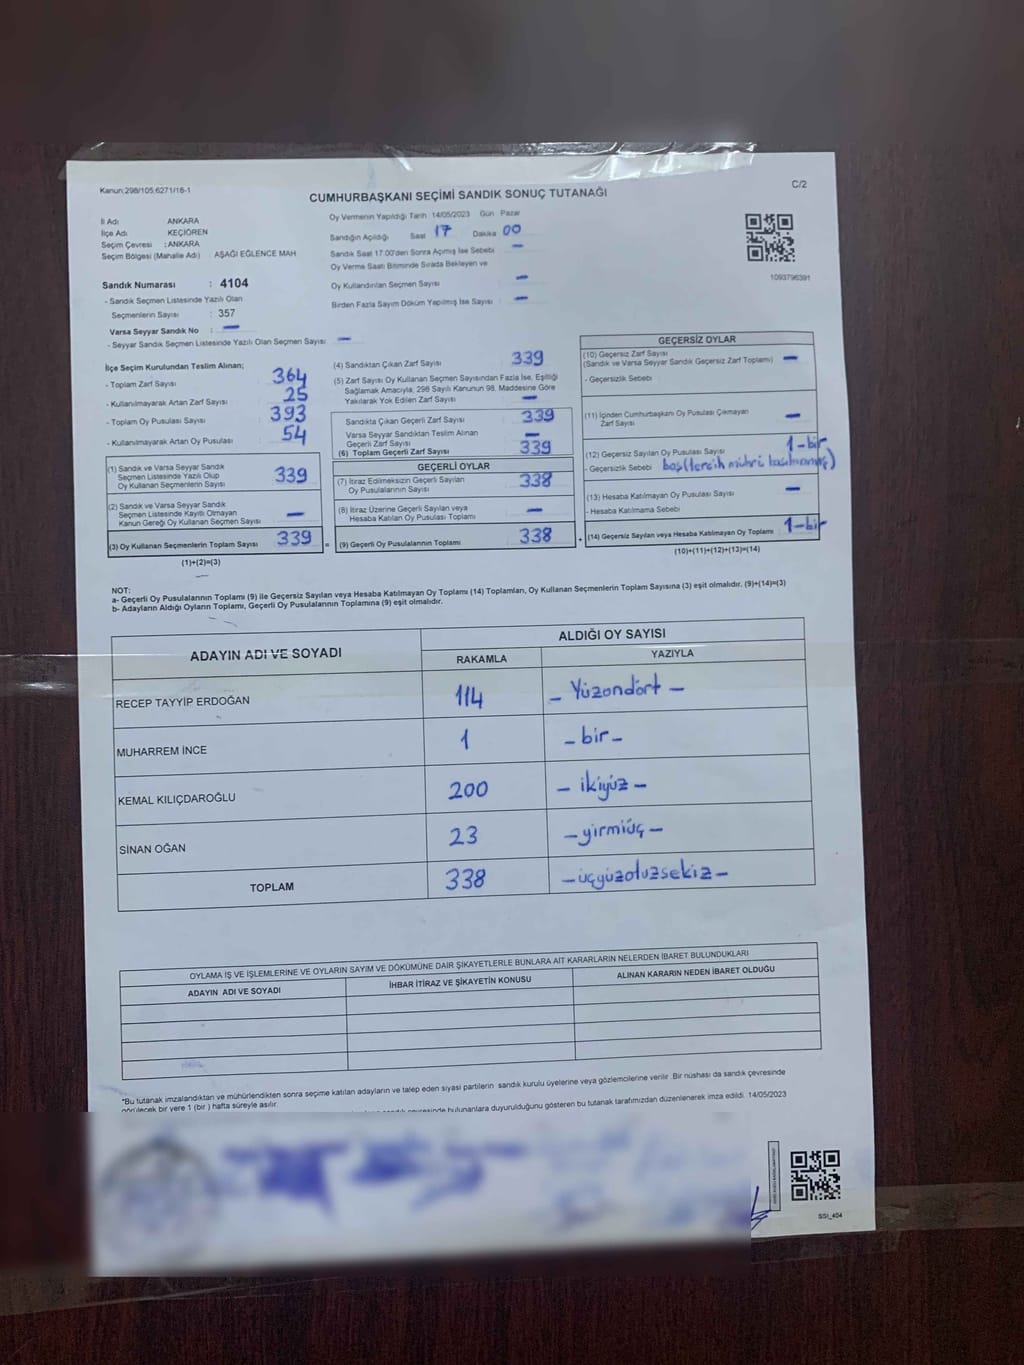 Kanun:298/105,6271/16-1
C/2
CUMHURBAŞKANI SEÇİMİ SANDIK SONUÇ TUTANAĞI
İl Adı ANKARA
İlçe Adı KEÇİÖREN
Seçim Çevresi : ANKARA
Seçim Bölgesi (Mahalle Adı) : AŞAĞI EĞLENCE MAH
Sandık Numarası : 4104
- Sandık Seçmen Listesinde Yazılı Olan
Seçmenlerin Sayısı : 357
Varsa Seyyar Sandık No : —
- Seyyar Sandık Seçmen Listesinde Yazılı Olan Seçmen Sayısı : —
Oy Vermenin Yapıldığı Tarih :14/05/2023 Gün Pazar
Sandığın Açıldığı Saat 17 Dakika 00
Sandık Saat 17.00'den Sonra Açımış İse Sebebi —
Oy Verme Saati Bitiminde Sırada Bekleyen ve
Oy Kullandırılan Seçmen Sayısı —
Birden Fazla Sayım Döküm Yapılmış İse Sayısı —
1093796391
İlçe Seçim Kurulundan Teslim Alınan;
- Toplam Zarf Sayısı 364
- Kullanılmayarak Artan Zarf Sayısı 25
- Toplam Oy Pusulası Sayısı 393
- Kullanılmayarak Artan Oy Pusulası 54
(1) Sandık ve Varsa Seyyar Sandık
Seçmen Listesinde Yazılı Olup
Oy Kullanan Seçmenlerin Sayısı 339
(2) Sandık ve Varsa Seyyar Sandık
Seçmen Listesinde Kayıtlı Olmayan
Kanun Gereği Oy Kullanan Seçmen Sayısı —
(3) Oy Kullanan Seçmenlerin Toplam Sayısı 339 =
(1)+(2)=(3)
(4) Sandıktan Çıkan Zarf Sayısı 339
(5) Zarf Sayısı Oy Kullanan Seçmen Sayısından Fazla İse, Eşitliği
Sağlamak Amacıyla, 298 Sayılı Kanunun 98. Maddesine Göre
Yakılarak Yok Edilen Zarf Sayısı —
Sandıkta Çıkan Geçerli Zarf Sayısı 339
Varsa Seyyar Sandıktan Teslim Alınan
Geçerli Zarf Sayısı —
(6) Toplam Geçerli Zarf Sayısı 339
GEÇERLİ OYLAR
(7) İtiraz Edilmeksizin Geçerli Sayılan
Oy Pusulalarının Sayısı 338
(8) İtiraz Üzerine Geçerli Sayılan veya
Hesaba Katılan Oy Pusulası Toplamı —
(9) Geçerli Oy Pusulalarının Toplamı 338 +
GEÇERSİZ OYLAR
(10) Geçersiz Zarf Sayısı
(Sandık ve Varsa Seyyar Sandık Geçersiz Zarf Toplamı) —
- Geçersizlik Sebebi
(11) İçinden Cumhurbaşkanı Oy Pusulası Çıkmayan
Zarf Sayısı —
(12) Geçersiz Sayılan Oy Pusulası Sayısı 1-bir
- Geçersizlik Sebebi boş(tercih mührü basılmamış)
(13) Hesaba Katılmayan Oy Pusulası Sayısı —
- Hesaba Katılmama Sebebi
(14) Geçersiz Sayılan veya Hesaba Katılmayan Oy Toplamı 1-bir
(10)+(11)+(12)+(13)=(14)
NOT:
a- Geçerli Oy Pusulalarının Toplamı (9) ile Geçersiz Sayılan veya Hesaba Katılmayan Oy Toplamı (14) Toplamları, Oy Kullanan Seçmenlerin Toplam Sayısına (3) eşit olmalıdır. (9)+(14)=(3)
b- Adayların Aldığı Oyların Toplamı, Geçerli Oy Pusulalarının Toplamına (9) eşit olmalıdır.
ADAYIN ADI VE SOYADI
ALDIĞI OY SAYISI
RAKAMLA YAZIYLA
RECEP TAYYİP ERDOĞAN 114 - Yüzondört -
MUHARREM İNCE 1 - bir -
KEMAL KILIÇDAROĞLU 200 - ikiyüz -
SİNAN OĞAN 23 - yirmiüç -
TOPLAM 338 - üçyüzotuzsekiz -
OYLAMA İŞ VE İŞLEMLERİNE VE OYLARIN SAYIM VE DÖKÜMÜNE DAİR ŞİKAYETLERLE BUNLARA AİT KARARLARIN NELERDEN İBARET BULUNDUKLARI
ADAYIN ADI VE SOYADI İHBAR İTİRAZ VE ŞİKAYETİN KONUSU ALINAN KARARIN NEDEN İBARET OLDUĞU
"Bu tutanak imzalandıktan ve mühürlendikten sonra seçime katılan adayların ve talep eden siyasi partilerin sandık kurulu üyelerine veya gözlemcilerine verilir .Bir nüshası da sandık çevresinde
görülecek bir yere 1 (bir ) hafta süreyle asılır.
sandık çevresinde bulunanlara duyurulduğunu gösteren bu tutanak tarafımızdan düzenlenerek imza edildi. 14/05/2023
SSI_404